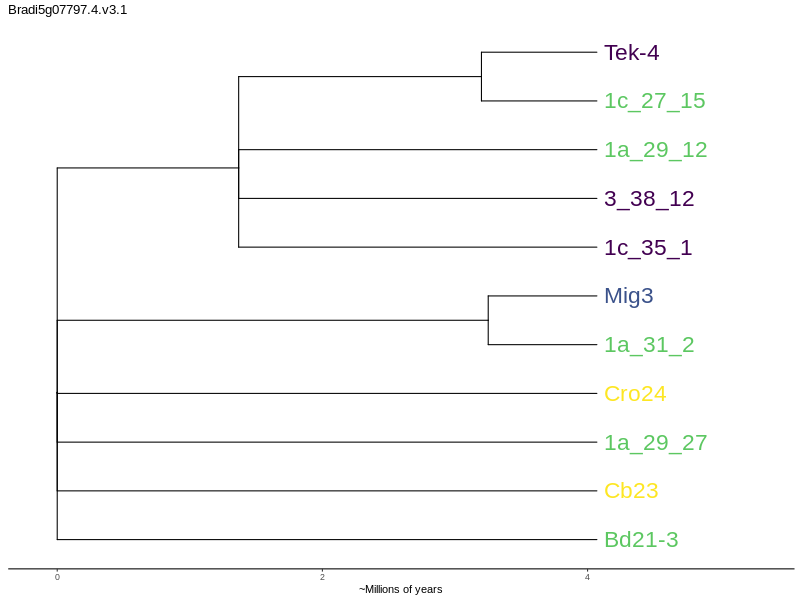 Bradi5g07797.4.v3.1
Tek-4
1c_27_15
1a_29_12
3_38_12
1c_35_1
Mig3
1a_31_2
Cro24
1a_29_27
Cb23
Bd21-3
0 2 4
~Millions of years